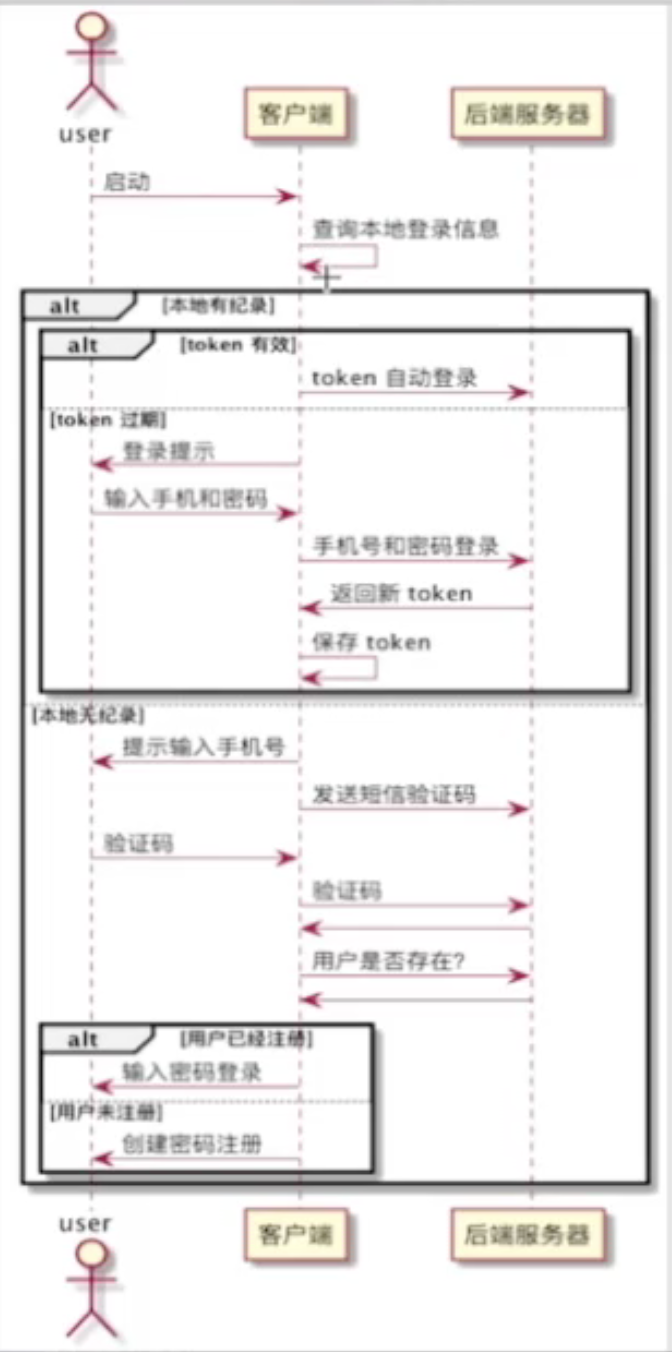 user
客户端
后端服务器
启动
查询本地登录信息
alt [本地有纪录]
alt [token 有效]
token 自动登录
[token 过期]
登录提示
输入手机和密码
手机号和密码登录
返回新 token
保存 token
[本地无纪录]
提示输入手机号
发送短信验证码
验证码
验证码
用户是否存在?
alt [用户已经注册]
输入密码登录
[用户未注册]
创建密码注册
user
客户端
后端服务器